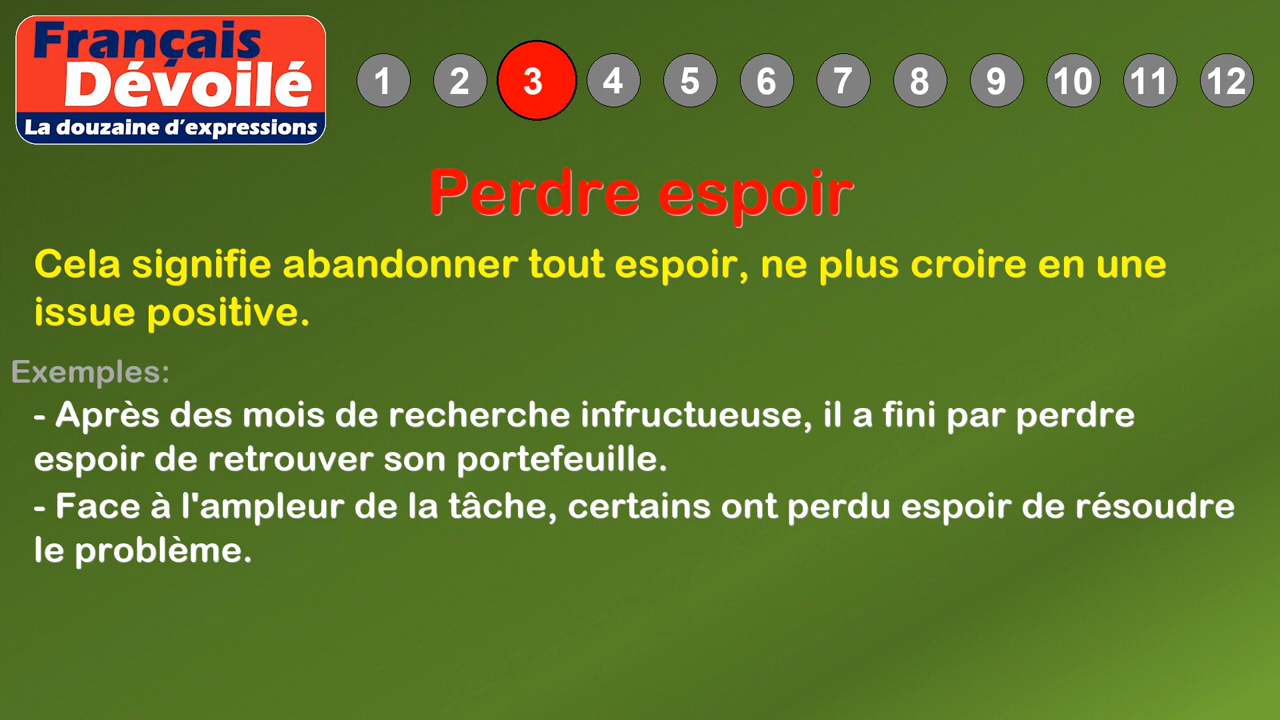 Français
Dévoilé
La douzaine d'expressions
1 2 3 4 5 6 7 8 9 10 11 12
Perdre espoir
Cela signifie abandonner tout espoir, ne plus croire en une
issue positive.
Exemples:
- Après des mois de recherche infructueuse, il a fini par perdre
espoir de retrouver son portefeuille.
- Face à l'ampleur de la tâche, certains ont perdu espoir de résoudre
le problème.